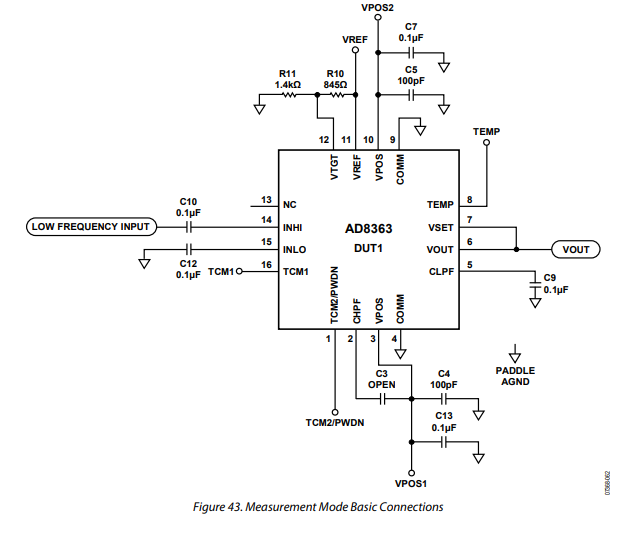 VPOS2
C7
0.1µF
VREF
C5
100pF
R11
1.4kΩ
R10
845Ω
TEMP
12
11
10
9
VTGT
VREF
VPOS
COMM
C10
0.1µF
13
NC
TEMP
8
LOW FREQUENCY INPUT
14
INHI
AD8363
VSET
7
15
INLO
DUT1
VOUT
6
VOUT
C12
0.1µF
TCM1
16
TCM1
CLPF
5
C9
0.1µF
TCM2/PWDN
CHPF
VPOS
COMM
1
2
3
4
PADDLE
AGND
C3
OPEN
C4
100pF
C13
0.1µF
TCM2/PWDN
VPOS1
07368-062
Figure 43. Measurement Mode Basic Connections